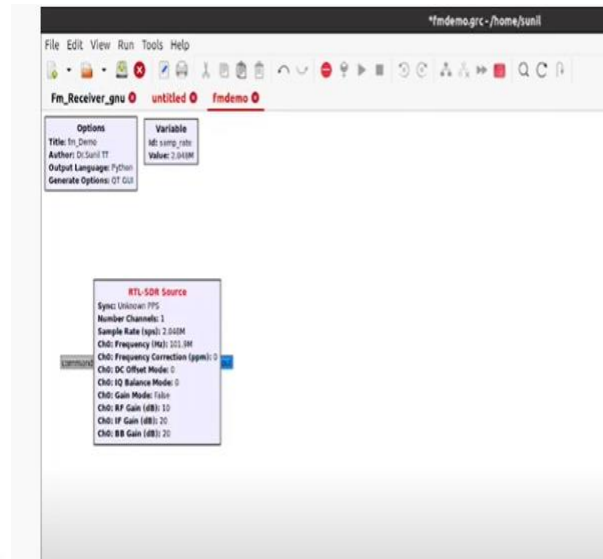 *fmdemo.grc - /home/sunil
File Edit View Run Tools Help
Fm_Receiver_gnu untitled fmdemo
Options
Title: fn_Demo
Author: Dr.Sunil TT
Output Language: Python
Generate Options: QT GUI
Variable
Id: samp_rate
Value: 2.048M
RTL-SDR Source
Sync: Unknown PPS
Number Channels: 1
Sample Rate (sps): 2.048M
Ch0: Frequency (Hz): 101.9M
Ch0: Frequency Correction (ppm): 0
Ch0: DC Offset Mode: 0
Ch0: IQ Balance Mode: 0
Ch0: Gain Mode: False
Ch0: RF Gain (dB): 10
Ch0: IF Gain (dB): 20
Ch0: BB Gain (dB): 20
command
out